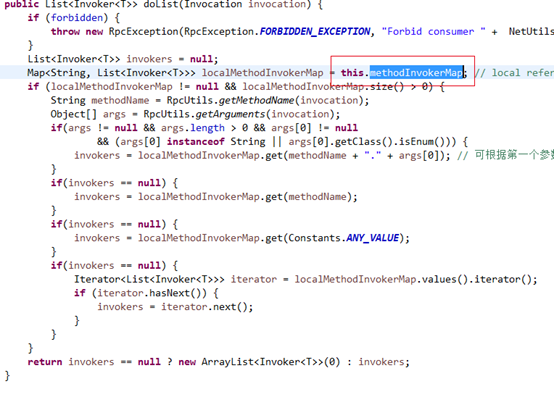 public List<Invoker<T>> doList(Invocation invocation) {
if (forbidden) {
throw new RpcException(RpcException.FORBIDDEN_EXCEPTION, "Forbid consumer " + NetUtils
}
List<Invoker<T>> invokers = null;
Map<String, List<Invoker<T>>> localMethodInvokerMap = this.methodInvokerMap; // local refer
if (localMethodInvokerMap != null && localMethodInvokerMap.size() > 0) {
String methodName = RpcUtils.getMethodName(invocation);
Object[] args = RpcUtils.getArguments(invocation);
if(args != null && args.length > 0 && args[0] != null
&& (args[0] instanceof String || args[0].getClass().isEnum())) {
invokers = localMethodInvokerMap.get(methodName + "." + args[0]); // 可根据第一个参数
}
if(invokers == null) {
invokers = localMethodInvokerMap.get(methodName);
}
if(invokers == null) {
invokers = localMethodInvokerMap.get(Constants.ANY_VALUE);
}
if(invokers == null) {
Iterator<List<Invoker<T>>> iterator = localMethodInvokerMap.values().iterator();
if (iterator.hasNext()) {
invokers = iterator.next();
}
}
}
return invokers == null ? new ArrayList<Invoker<T>>(0) : invokers;
}